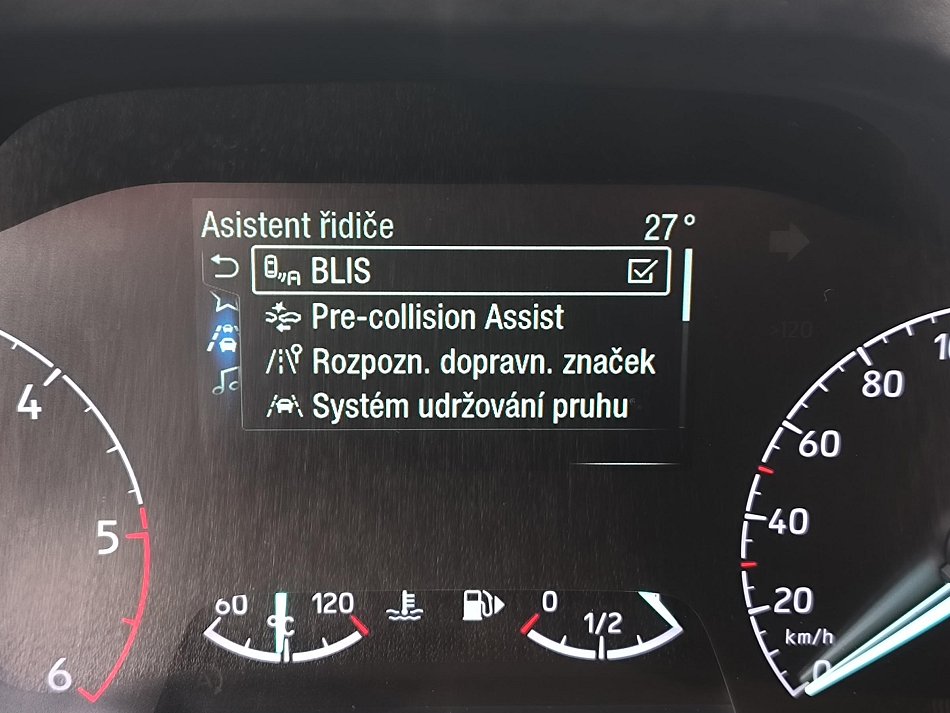 Asistent řidiče 27°
BLIS
Pre-collision Assist
Rozpozn. dopravn. značek
Systém udržování pruhu
4
5
6
60 120
°C
0
1/2
80
60
40
20
km/h
0
>120